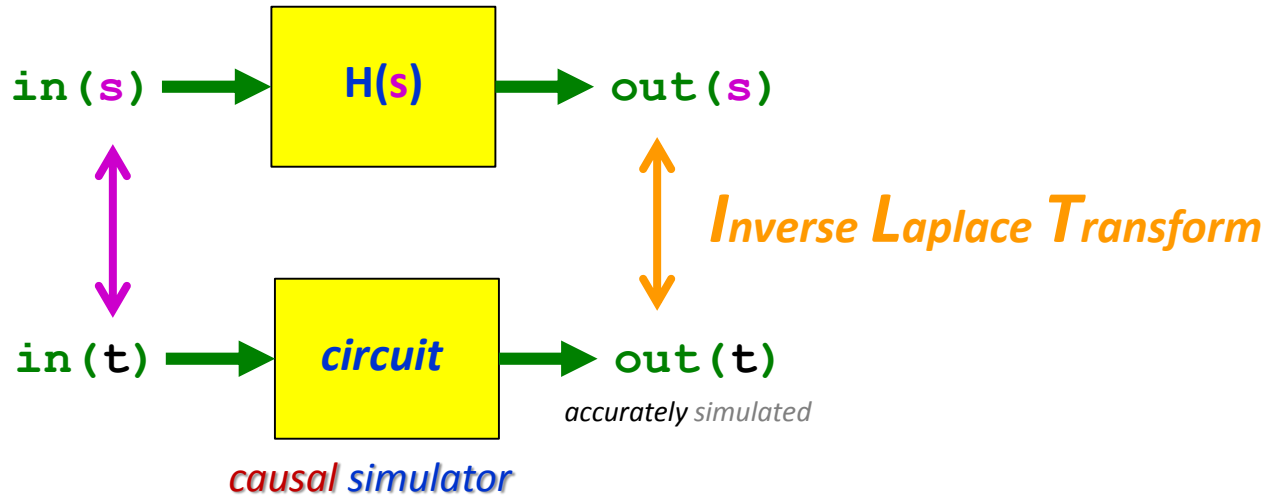 in(s) H(s) out(s)
Inverse Laplace Transform
in(t) circuit out(t)
accurately simulated
causal simulator